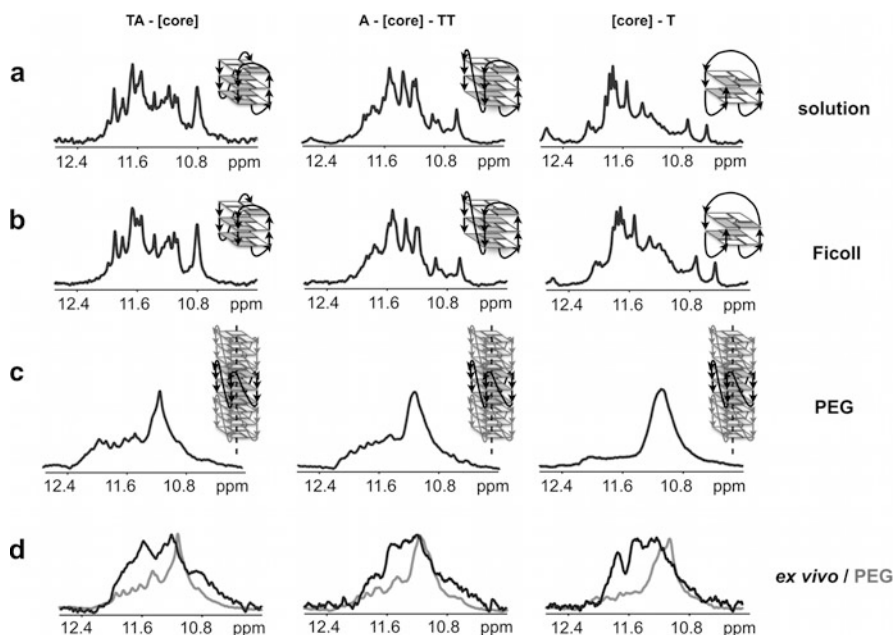 TA - [core] A - [core] - TT [core] - T
a
solution
12.4 11.6 10.8 ppm 12.4 11.6 10.8 ppm 12.4 11.6 10.8 ppm
b
Ficoll
12.4 11.6 10.8 ppm 12.4 11.6 10.8 ppm 12.4 11.6 10.8 ppm
c
PEG
12.4 11.6 10.8 ppm 12.4 11.6 10.8 ppm 12.4 11.6 10.8 ppm
d
ex vivo / PEG
12.4 11.6 10.8 ppm 12.4 11.6 10.8 ppm 12.4 11.6 10.8 ppm